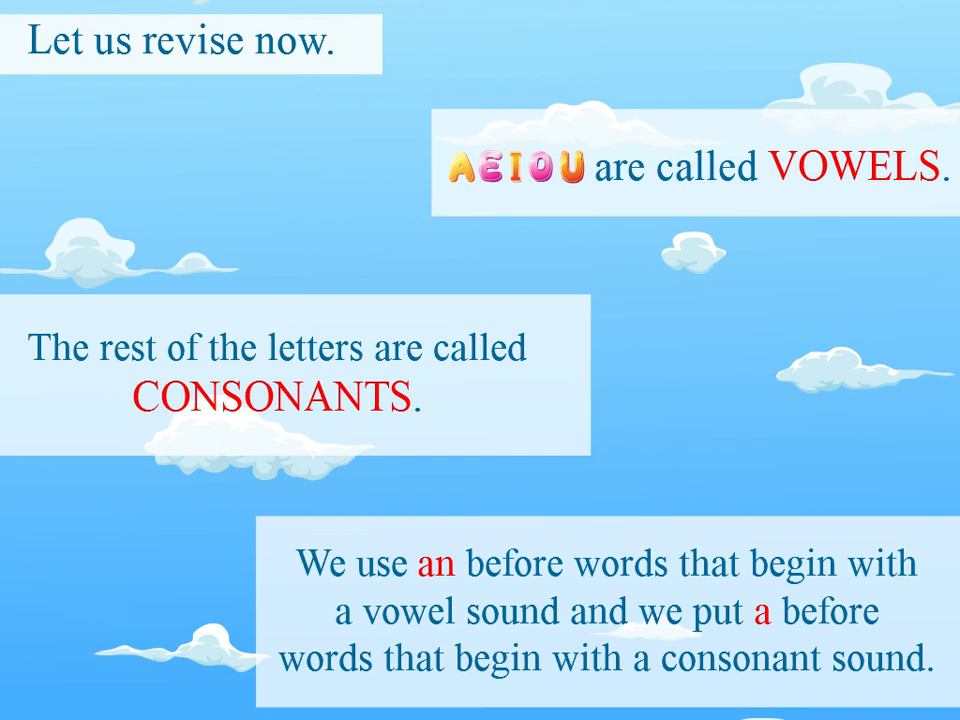 Let us revise now.
AEIOU are called VOWELS.
The rest of the letters are called
CONSONANTS.
We use an before words that begin with
a vowel sound and we put a before
words that begin with a consonant sound.